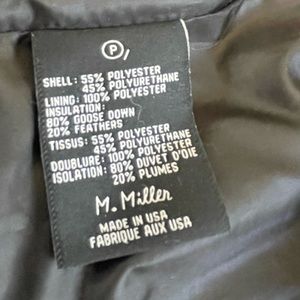 P
SHELL: 55% POLYESTER
45% POLYURETHANE
LINING: 100% POLYESTER
INSULATION:
80% GOOSE DOWN
20% FEATHERS
TISSUS: 55% POLYESTER
45% POLYURETHANE
DOUBLURE: 100% POLYESTER
ISOLATION: 80% DUVET D'OIE
20% PLUMES
M. Miller
MADE IN USA
FABRIQUE AUX USA